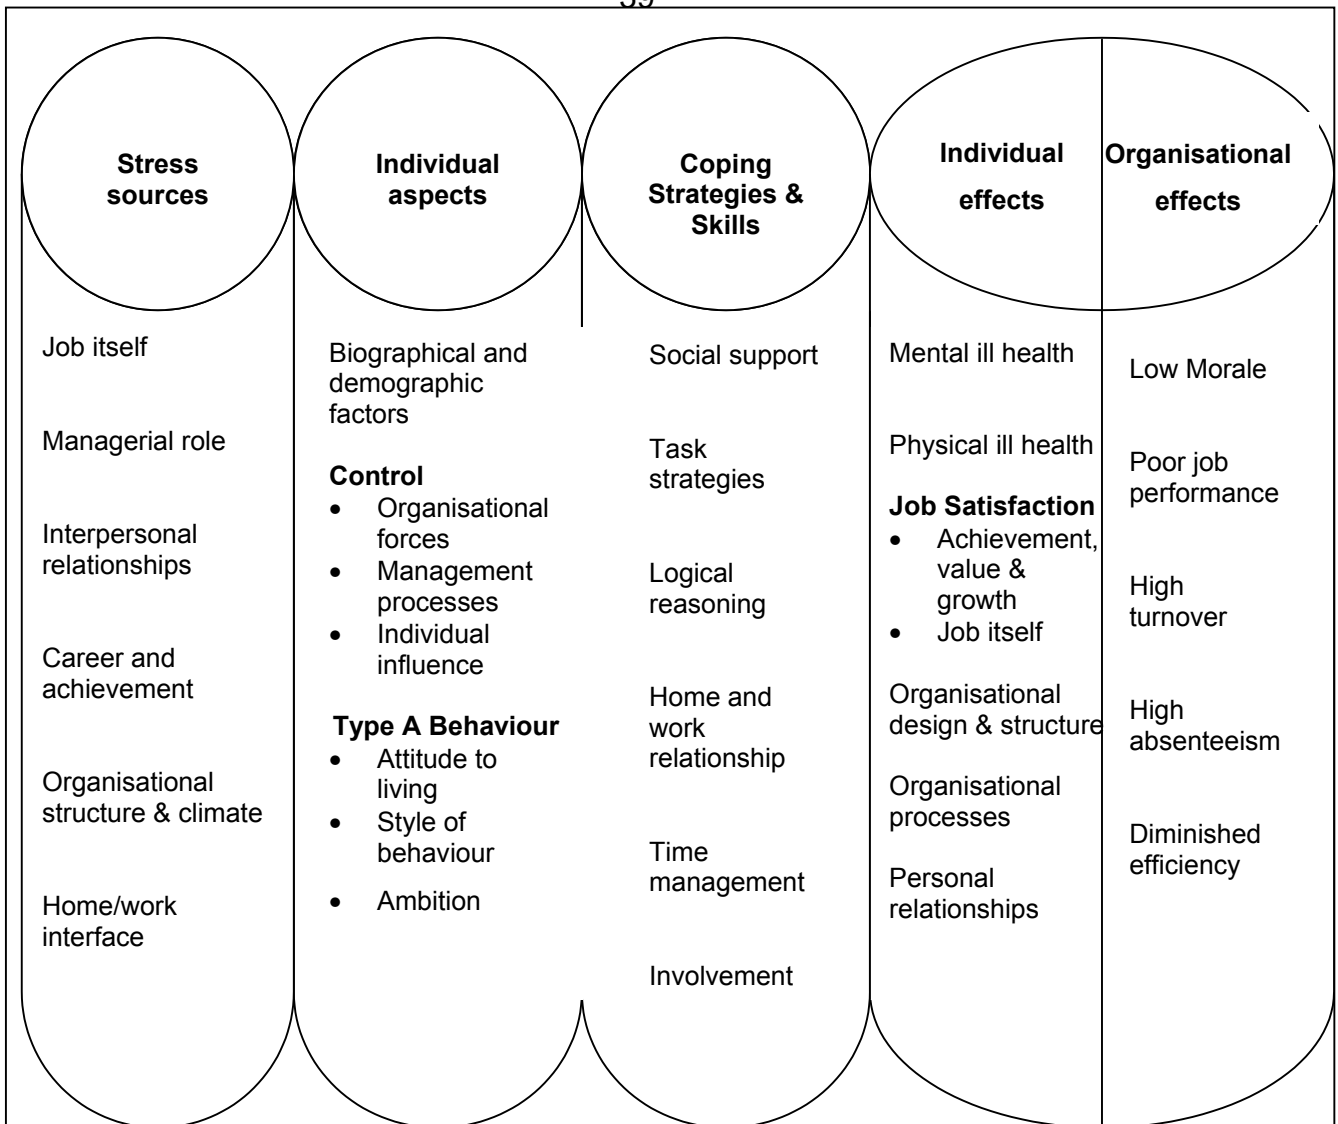 39
Stress
sources
Individual
aspects
Coping
Strategies &
Skills
Individual
effects
Organisational
effects
Job itself
Managerial role
Interpersonal
relationships
Career and
achievement
Organisational
structure & climate
Home/work
interface
Biographical and
demographic
factors
Control
• Organisational
forces
• Management
processes
• Individual
influence
Type A Behaviour
• Attitude to
living
• Style of
behaviour
• Ambition
Social support
Task
strategies
Logical
reasoning
Home and
work
relationship
Time
management
Involvement
Mental ill health
Physical ill health
Job Satisfaction
• Achievement,
value &
growth
• Job itself
Organisational
design & structure
Organisational
processes
Personal
relationships
Low Morale
Poor job
performance
High
turnover
High
absenteeism
Diminished
efficiency